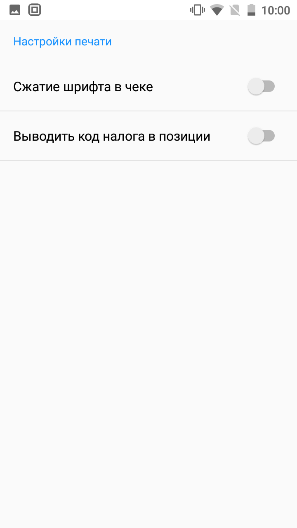 10:00
Настройки печати
Сжатие шрифта в чеке
Выводить код налога в позиции